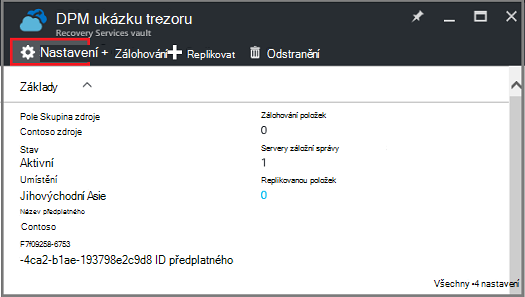 DPM ukázku trezoru
Recovery Services vault
Nastavení + Zálohování Replikovat Odstranění
Základy
Pole Skupina zdroje
Contoso zdroje
Zálohování položek
0
Stav
Aktivní
Servery záložní správy
1
Umístění
Jihovýchodní Asie
Replikovanou položek
0
Název předplatného
Contoso
F7f09258-6753
-4ca2-b1ae-193798e2c9d8 ID předplatného
Všechny •4 nastavení